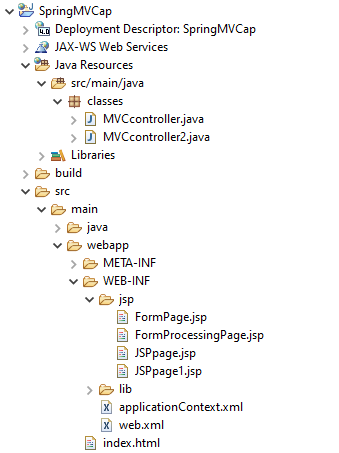 SpringMVCap
4.0 Deployment Descriptor: SpringMVCap
JAX-WS Web Services
Java Resources
src/main/java
classes
J MVCcontroller.java
J MVCcontroller2.java
Libraries
build
src
main
java
webapp
META-INF
WEB-INF
jsp
FormPage.jsp
FormProcessingPage.jsp
JSPpage.jsp
JSPpage1.jsp
lib
X applicationContext.xml
X web.xml
index.html